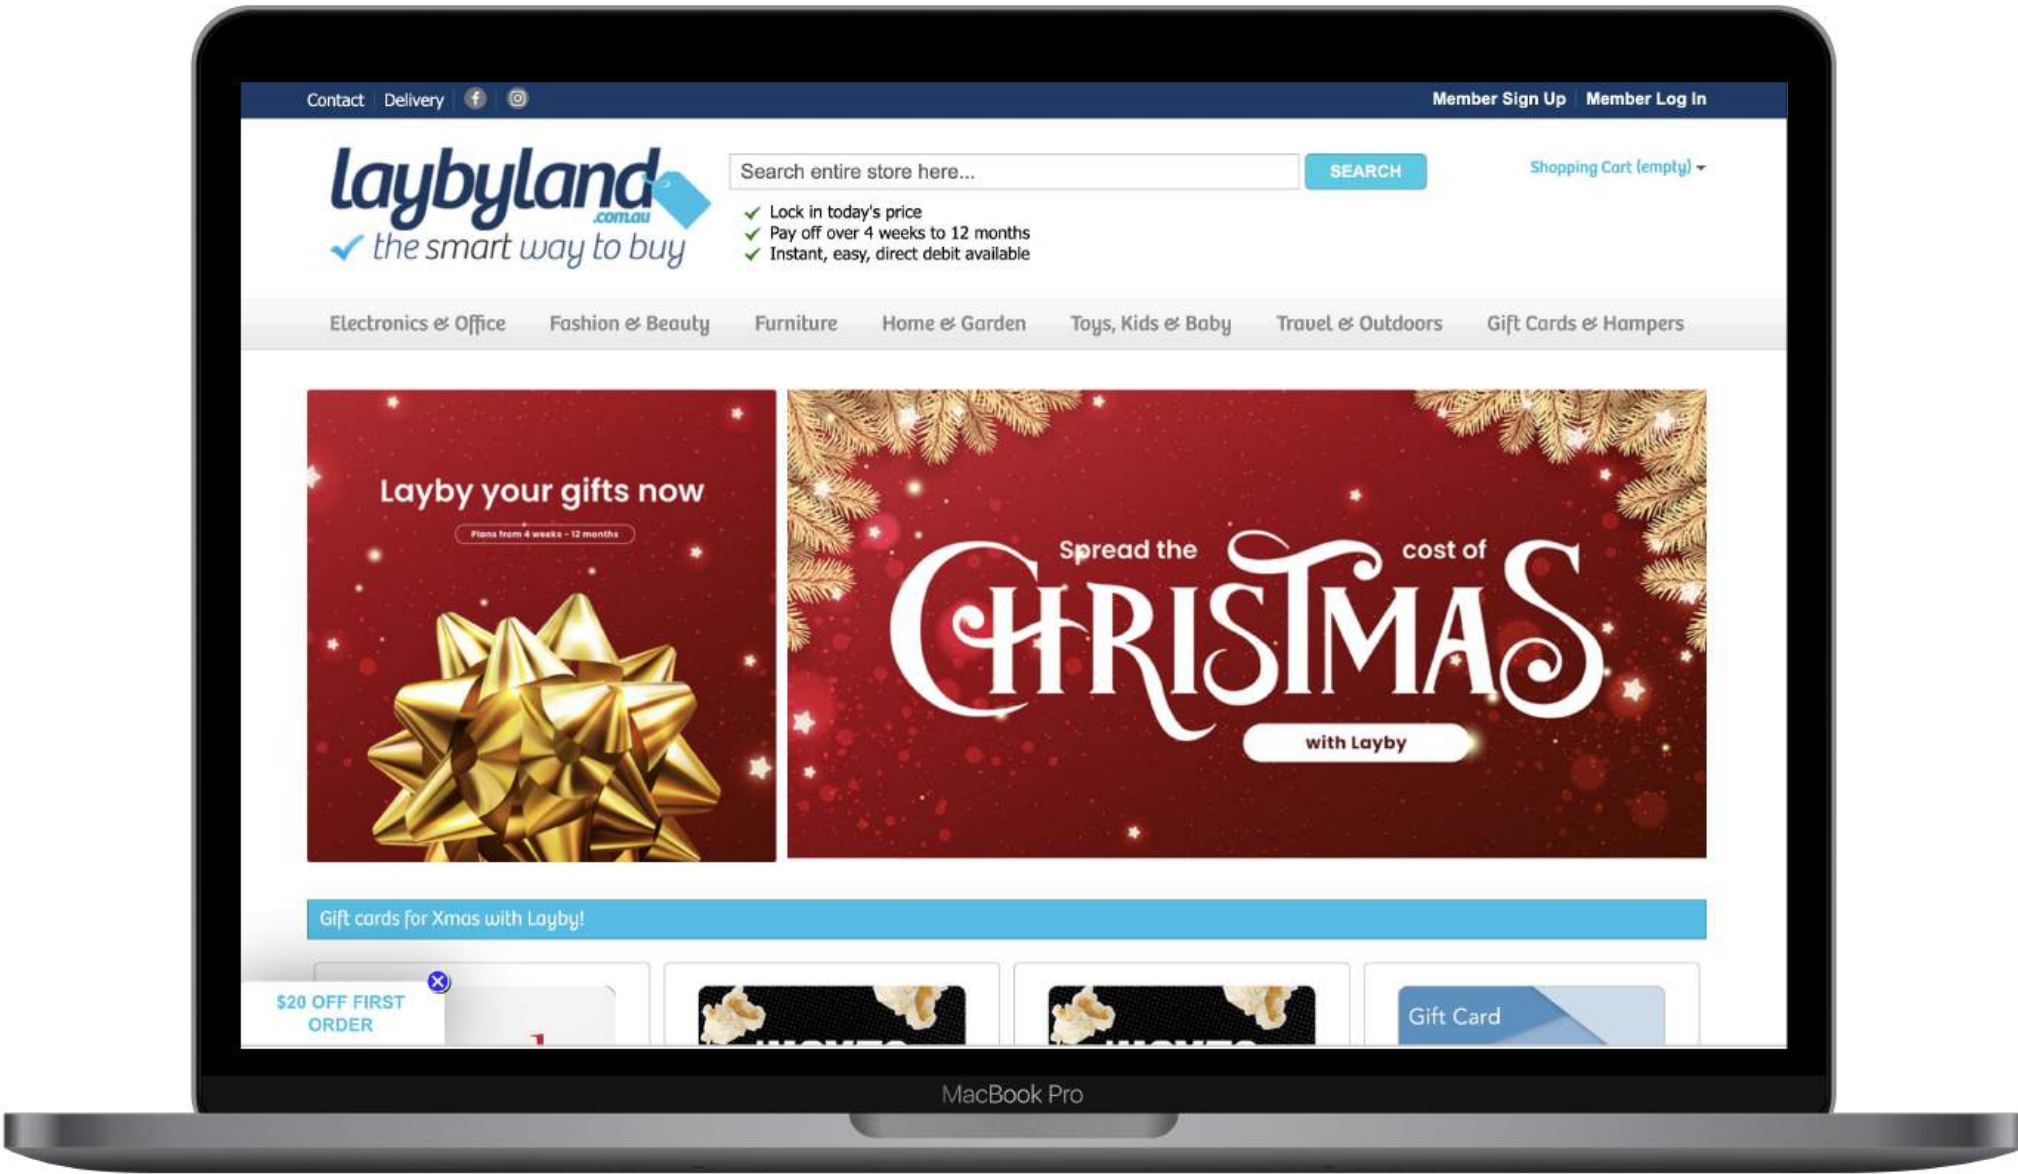 Contact Delivery
Member Sign Up Member Log In
laybyland
.com.au
the smart way to buy
Search entire store here...
SEARCH
Shopping Cart (empty)
Lock in today's price
Pay off over 4 weeks to 12 months
Instant, easy, direct debit available
Electronics & Office Fashion & Beauty Furniture Home & Garden Toys, Kids & Baby Travel & Outdoors Gift Cards & Hampers
Layby your gifts now
Plans from 4 weeks - 12 months
Spread the cost of
CHRISTMAS
with Layby
Gift cards for Xmas with Layby!
$20 OFF FIRST
ORDER
Gift Card
MacBook Pro